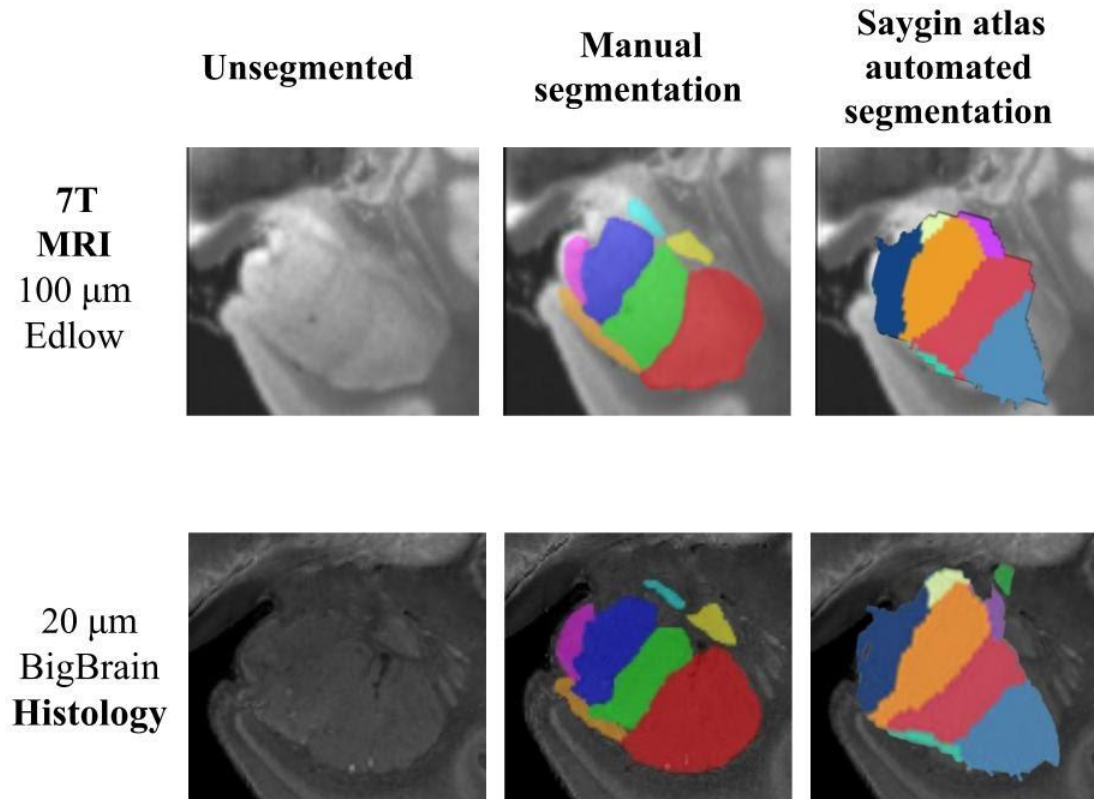 Unsegmented
Manual
segmentation
Saygin atlas
automated
segmentation
7T
MRI
100 μm
Edlow
20 μm
BigBrain
Histology